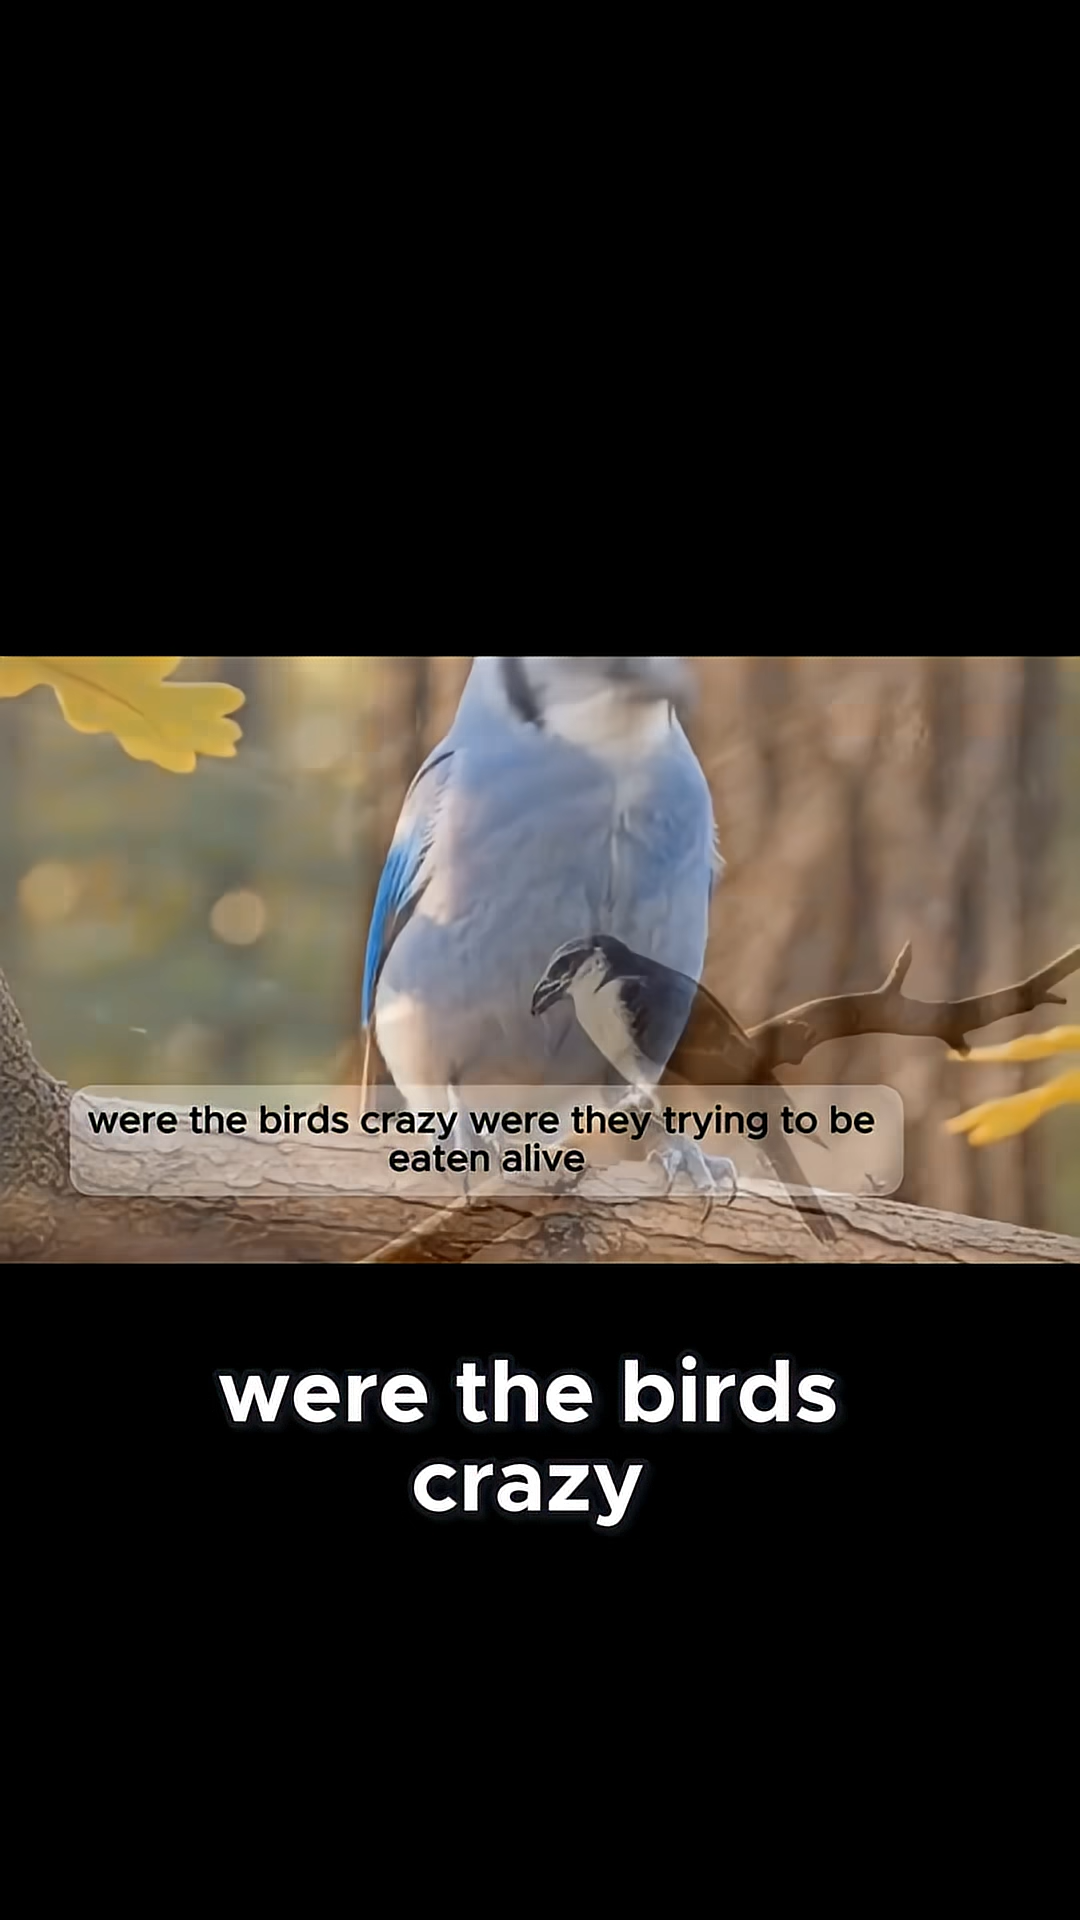 were the birds crazy were they trying to be
eaten alive
were the birds
crazy